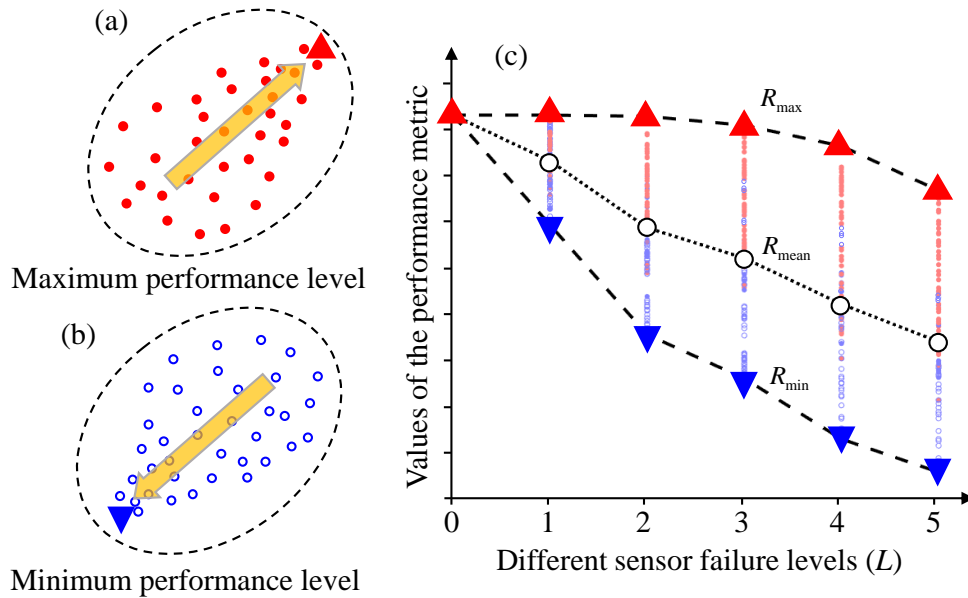 (a)
Maximum performance level
(b)
Minimum performance level
(c)
Values of the performance metric
R_max
R_mean
R_min
0 1 2 3 4 5
Different sensor failure levels (L)